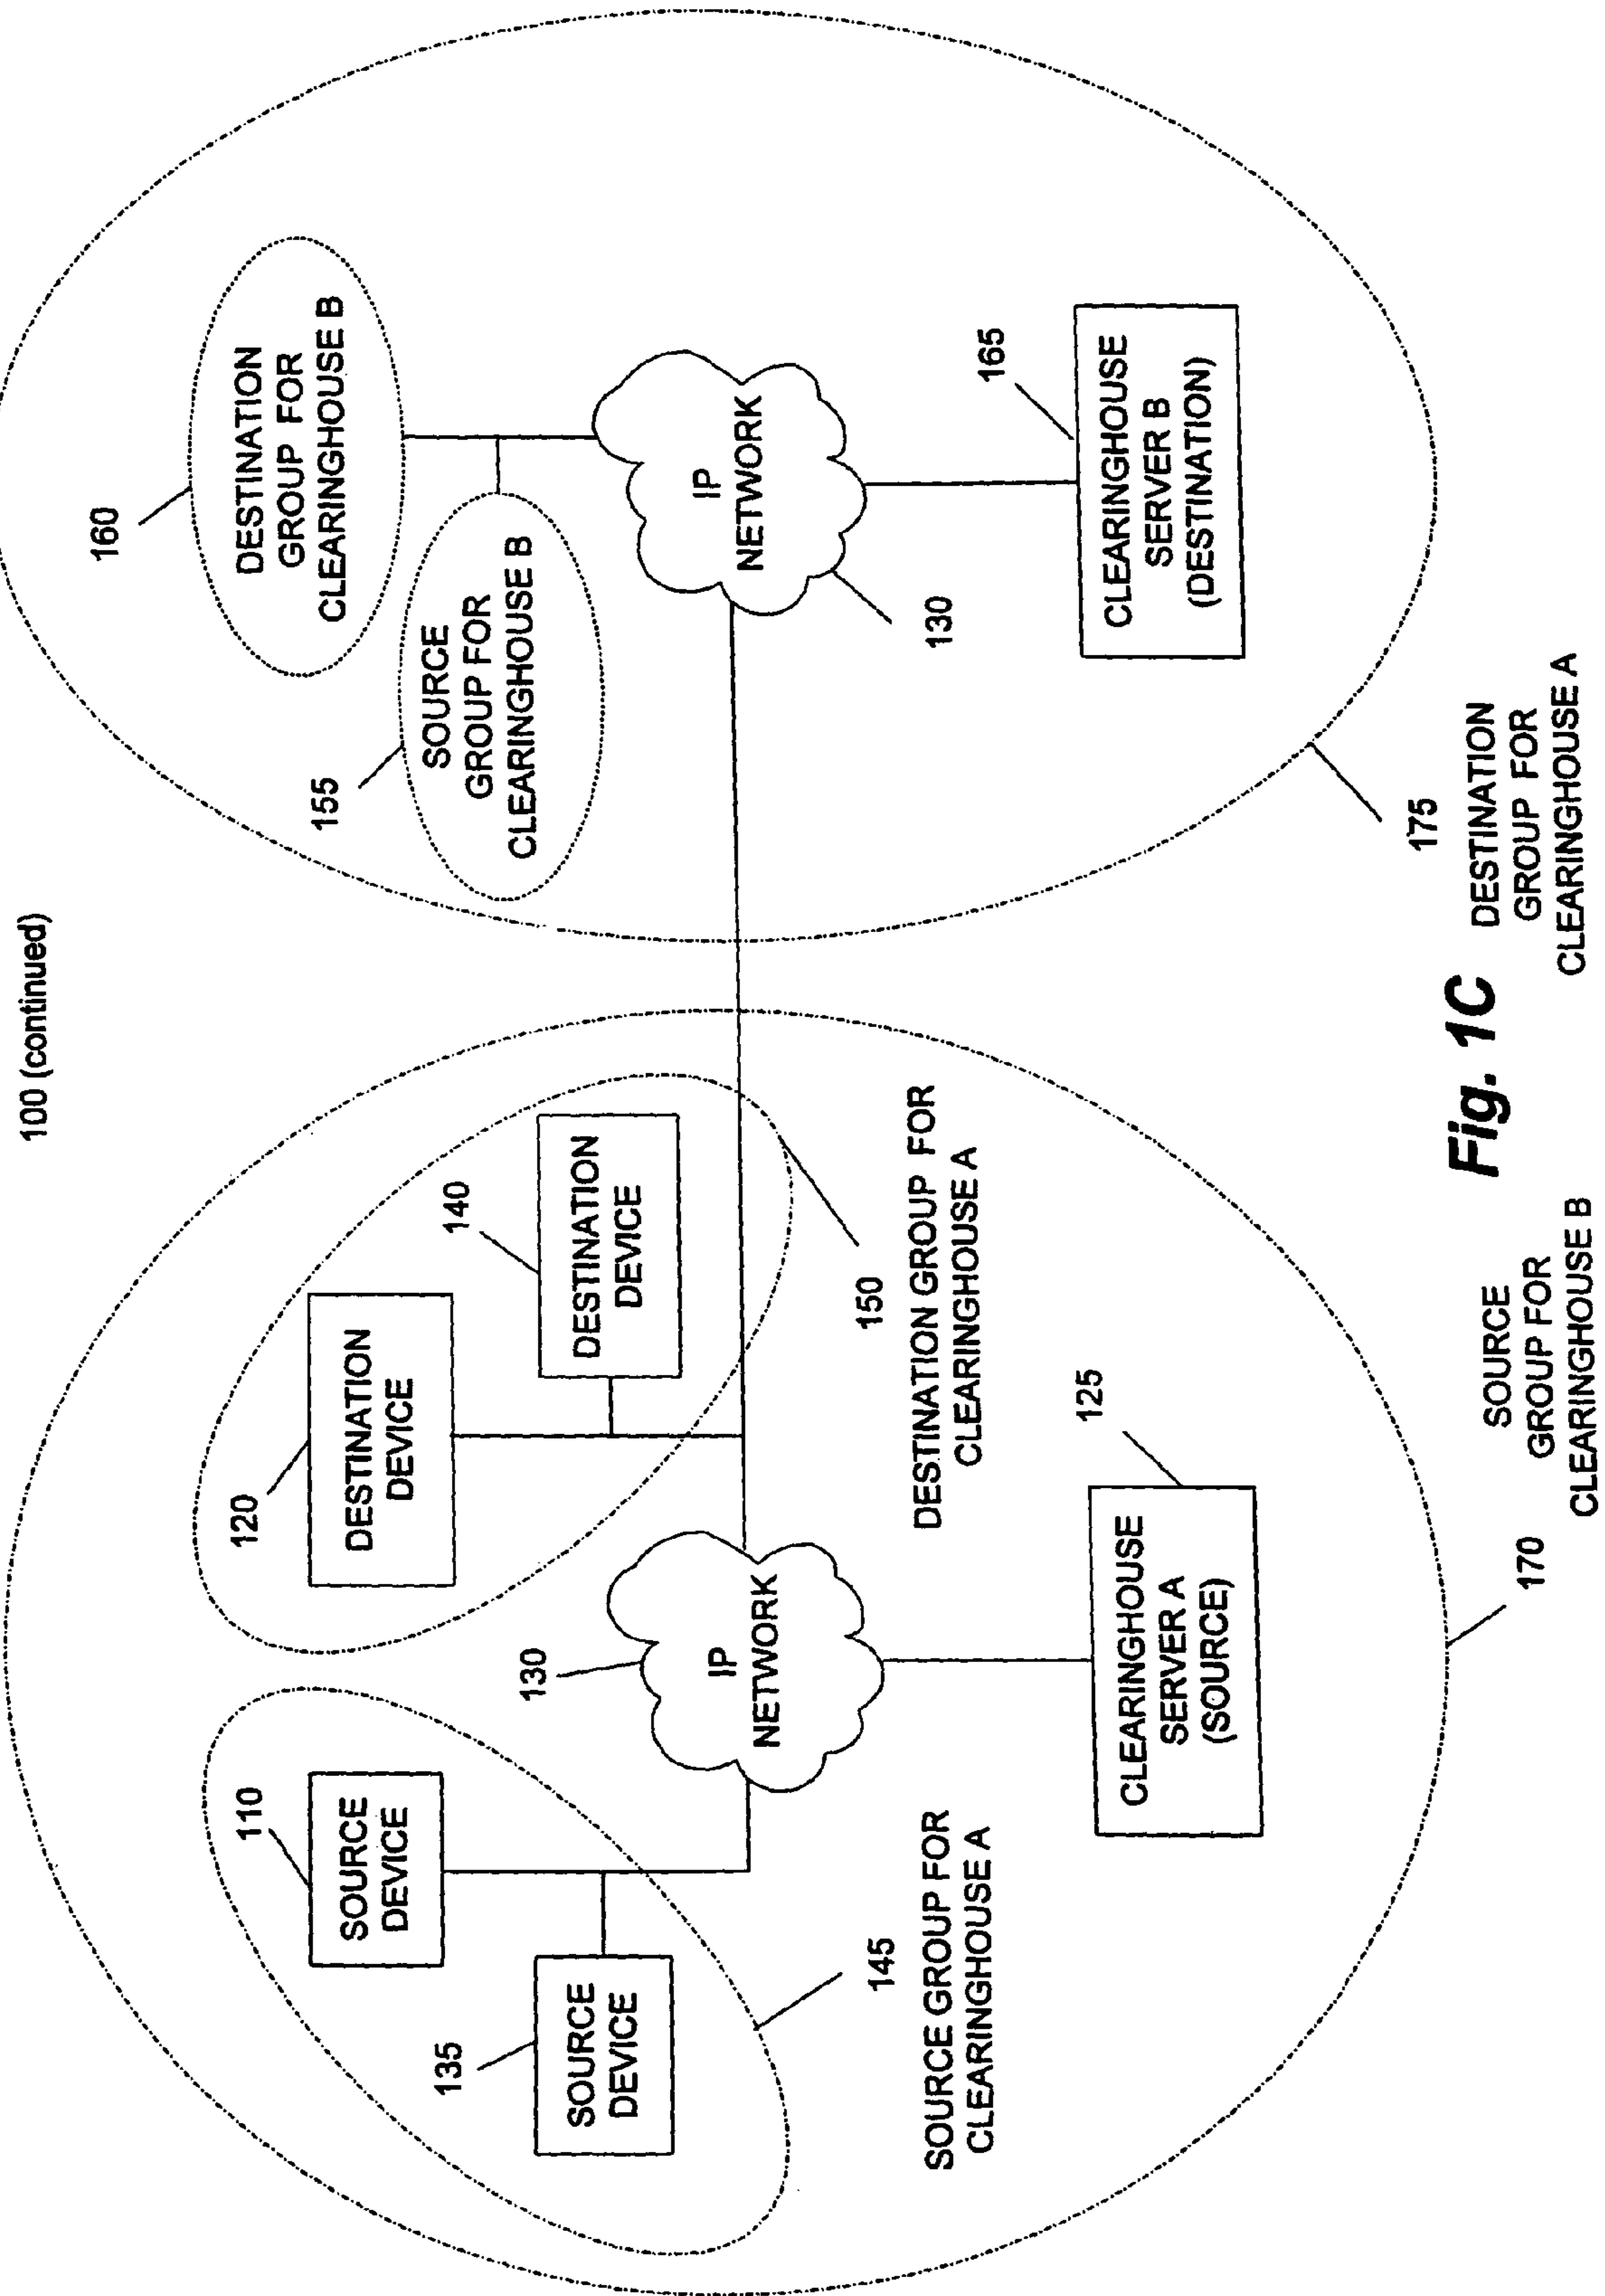 100 (continued)
110
SOURCE
DEVICE
135
SOURCE
DEVICE
145
SOURCE GROUP FOR
CLEARINGHOUSE A
120
DESTINATION
DEVICE
140
DESTINATION
DEVICE
150
DESTINATION GROUP FOR
CLEARINGHOUSE A
130
IP
NETWORK
125
CLEARINGHOUSE
SERVER A
(SOURCE)
170
SOURCE
GROUP FOR
CLEARINGHOUSE B
160
DESTINATION
GROUP FOR
CLEARINGHOUSE B
155
SOURCE
GROUP FOR
CLEARINGHOUSE B
IP
NETWORK
130
165
CLEARINGHOUSE
SERVER B
(DESTINATION)
175
DESTINATION
GROUP FOR
CLEARINGHOUSE A
Fig. 1C